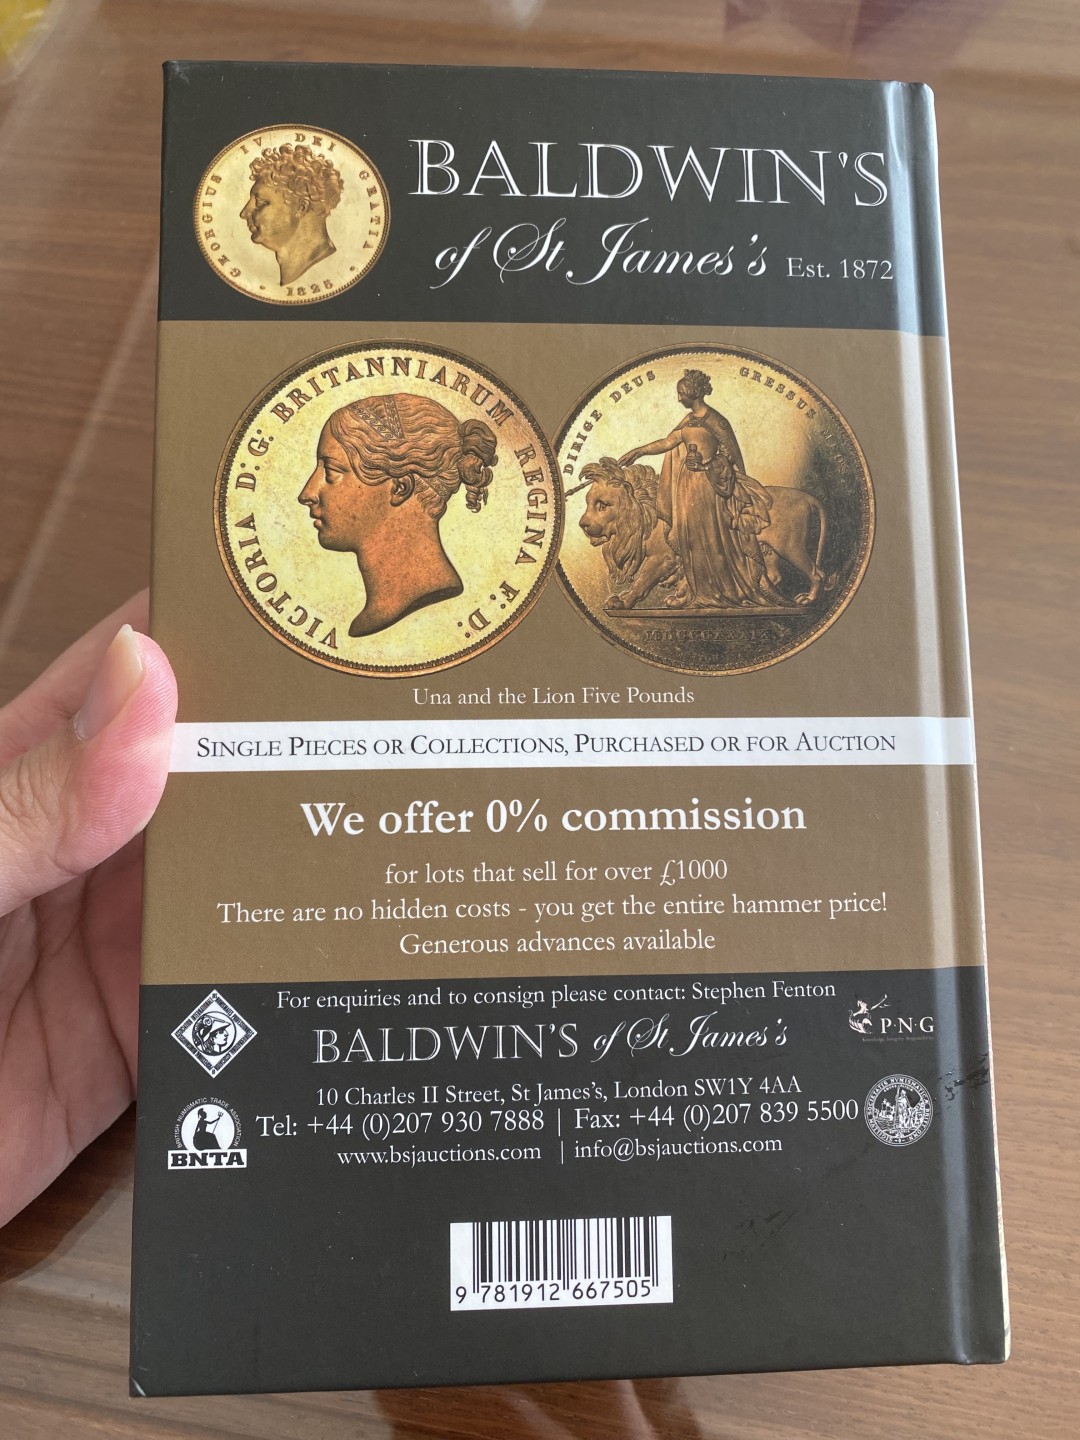 GEORGIUS IV DEI GRATIA
1825
BALDWIN'S
of St James's Est. 1872
VICTORIA D: G: BRITANNIARUM REGINA F: D:
DIRIGE DEUS GRESSUS
Una and the Lion Five Pounds
SINGLE PIECES OR COLLECTIONS, PURCHASED OR FOR AUCTION
We offer 0% commission
for lots that sell for over £1000
There are no hidden costs - you get the entire hammer price!
Generous advances available
For enquiries and to consign please contact: Stephen Fenton
BALDWIN'S of St James's
P·N·G
10 Charles II Street, St James's, London SW1Y 4AA
Tel: +44 (0)207 930 7888 | Fax: +44 (0)207 839 5500
www.bsjauctions.com | info@bsjauctions.com
BRITISH NUMISMATIC TRADE ASSOCIATION
BNTA
9 781912 667505